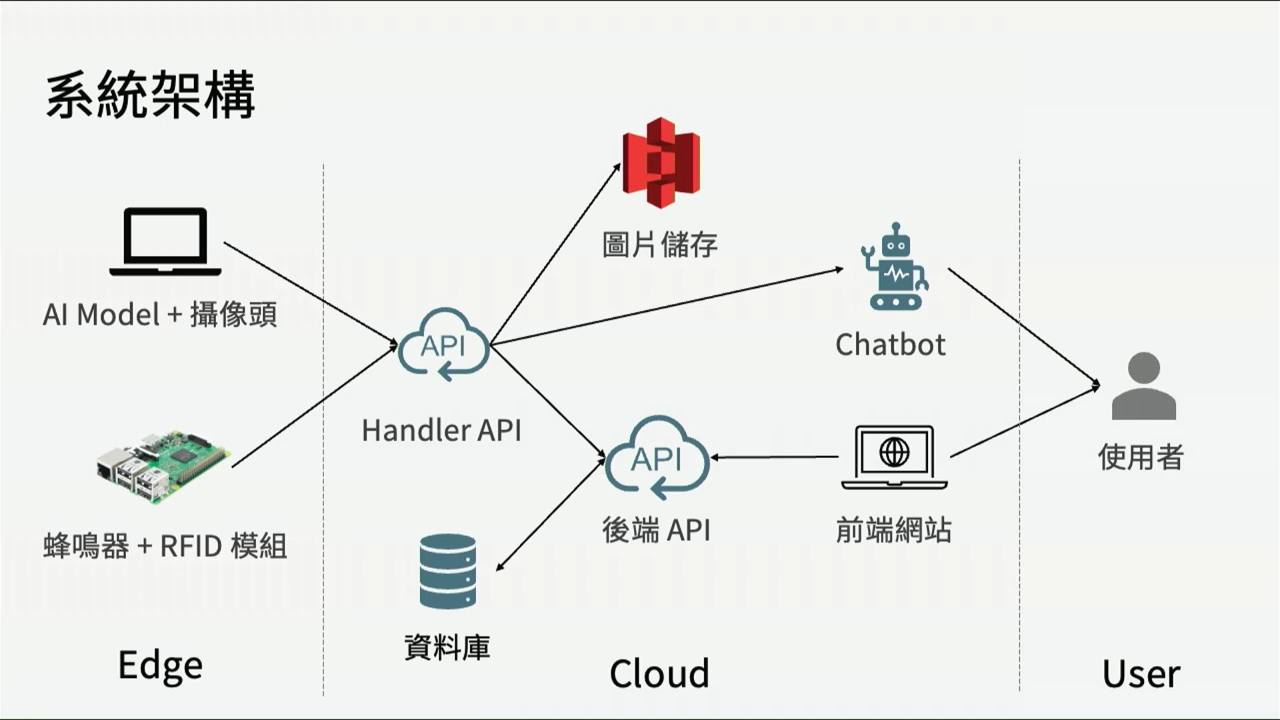 系統架構
圖片儲存
AI Model + 攝像頭
API
Handler API
Chatbot
API
後端 API
前端網站
使用者
蜂鳴器 + RFID 模組
資料庫
Edge
Cloud
User